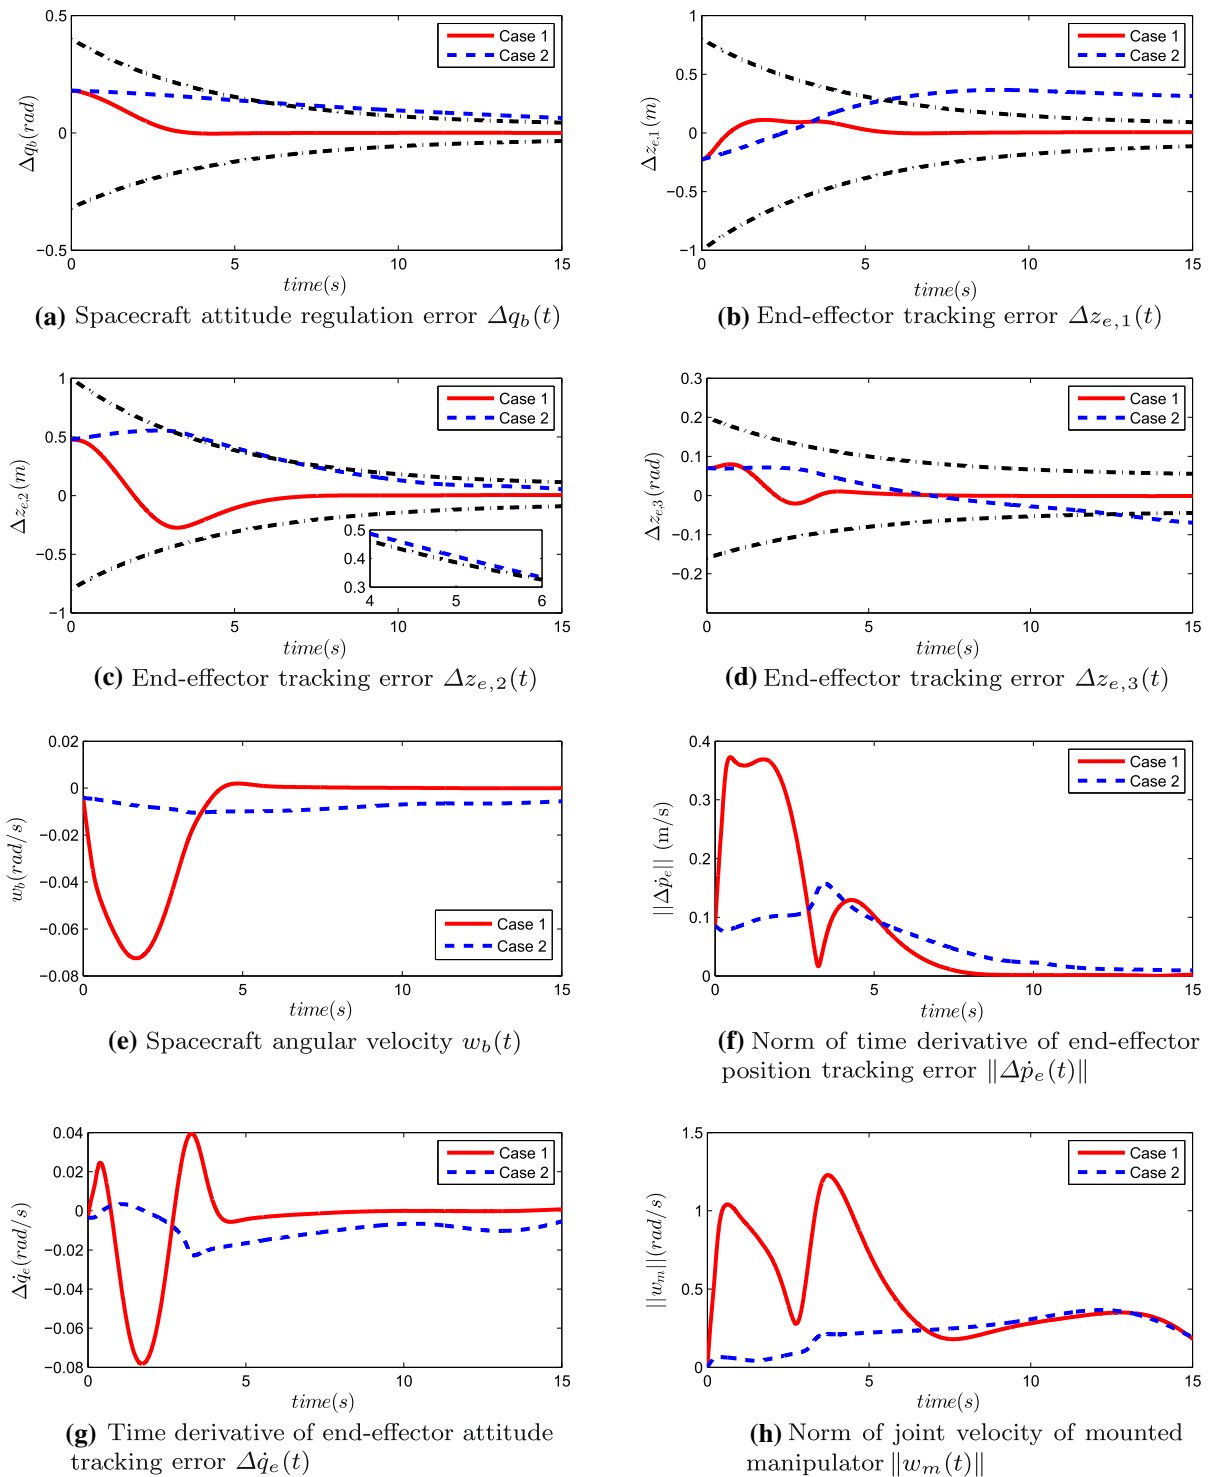 0.5
0
−0.5
0
5
10
15
Δq_b(rad)
time(s)
Case 1
Case 2
(a) Spacecraft attitude regulation error Δq_b(t)
1
0.5
0
−0.5
−1
0
5
10
15
Δz_{e,1}(m)
time(s)
Case 1
Case 2
(b) End-effector tracking error Δz_{e,1}(t)
1
0.5
0
−0.5
−1
0
5
10
15
Δz_{e,2}(m)
time(s)
Case 1
Case 2
0.5
0.4
0.3
4
5
6
(c) End-effector tracking error Δz_{e,2}(t)
0.3
0.2
0.1
0
−0.1
−0.2
0
5
10
15
Δz_{e,3}(rad)
time(s)
Case 1
Case 2
(d) End-effector tracking error Δz_{e,3}(t)
0.02
0
−0.02
−0.04
−0.06
−0.08
0
5
10
15
w_b(rad/s)
time(s)
Case 1
Case 2
(e) Spacecraft angular velocity w_b(t)
0.4
0.3
0.2
0.1
0
0
5
10
15
||Δṗ_e|| (m/s)
time(s)
Case 1
Case 2
(f) Norm of time derivative of end-effector
position tracking error ‖Δṗ_e(t)‖
0.04
0.02
0
−0.02
−0.04
−0.06
−0.08
0
5
10
15
Δq̇_e(rad/s)
time(s)
Case 1
Case 2
(g) Time derivative of end-effector attitude
tracking error Δq̇_e(t)
1.5
1
0.5
0
0
5
10
15
||w_m||(rad/s)
time(s)
Case 1
Case 2
(h) Norm of joint velocity of mounted
manipulator ‖w_m(t)‖